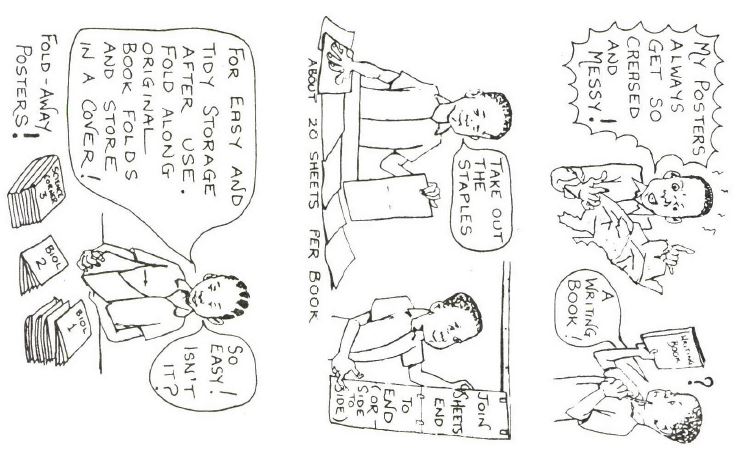 MY POSTERS
ALWAYS
GET SO
CREASED
AND
MESSY!
WRITING
BOOK
?
A
WRITING
BOOK!
TAKE OUT
THE
STAPLES
ABOUT 20 SHEETS PER BOOK
JOIN
SHEETS
END
TO
END
(OR
SIDE
TO
SIDE)
FOR EASY AND
TIDY STORAGE
AFTER USE.
FOLD ALONG
ORIGINAL
BOOK FOLDS
AND STORE
IN A COVER!
SO
EASY!
ISN'T
IT?
FOLD-AWAY
POSTERS!
SCIENCE
CORNER
3
BIOL
2
BIOL
1